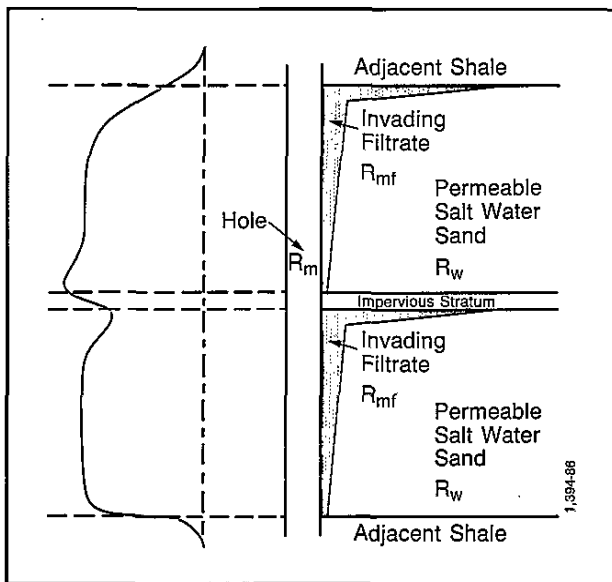 Adjacent Shale
Invading
Filtrate
Rmf
Permeable
Salt Water
Sand
Rw
Hole
Rm
Impervious Stratum
Invading
Filtrate
Rmf
Permeable
Salt Water
Sand
Rw
Adjacent Shale
1,394-86